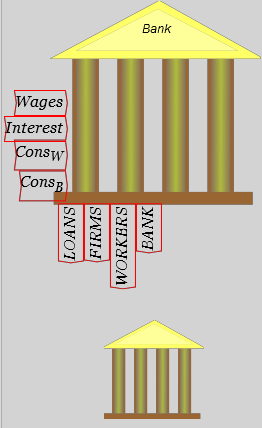 Bank
Wages
Interest
Cons_W
Cons_B
LOANS
FIRMS
WORKERS
BANK